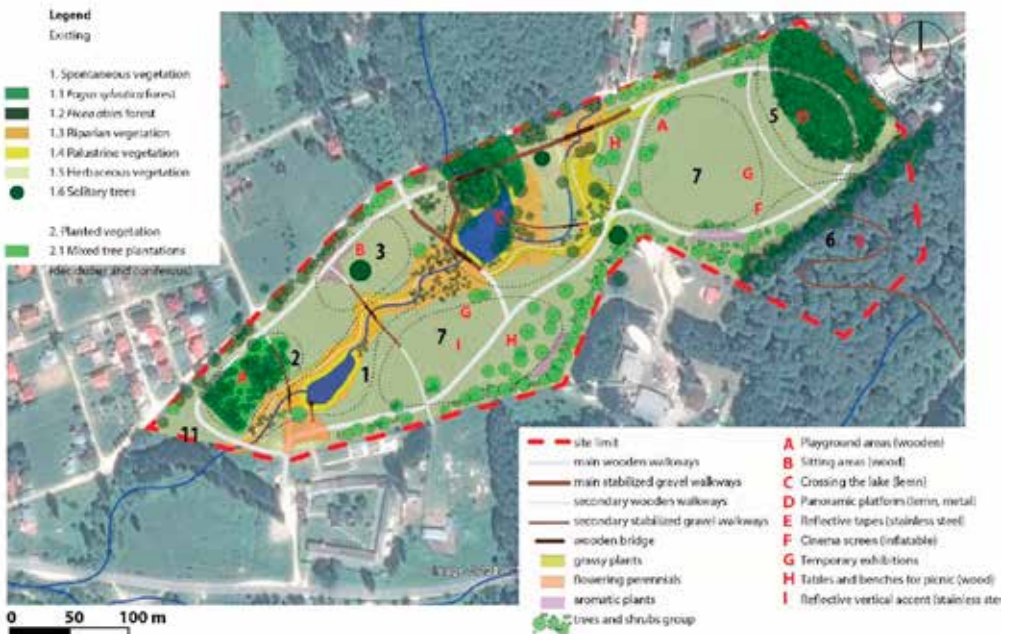 Legend
Existing
1. Spontaneous vegetation
1.1 Fagus sylvatica forest
1.2 Picea abies forest
1.3 Riparian vegetation
1.4 Palustrine vegetation
1.5 Herbaceous vegetation
1.6 Solitary trees
2. Planted vegetation
2.1 Mixed tree plantations
and coniferous)
A
5
D
H
7
G
F
6
B
3
G
7
H
I
2
1
A
11
site limit
main wooden walkways
main stabilized gravel walkways
secondary wooden walkways
secondary stabilized gravel walkways
wooden bridge
grassy plants
flowering perennials
aromatic plants
trees and shrubs group
A Playground areas (wooden)
B Sitting areas (wood)
C Crossing the lake (lemn)
D Panoramic platform (lemn, metal)
E Reflective tapes (stainless steel)
F Cinema screen (inflatable)
G Temporary exhibitions
H Tables and benches for picnic (wood)
I Reflective vertical accent (stainless stee
0 50 100 m